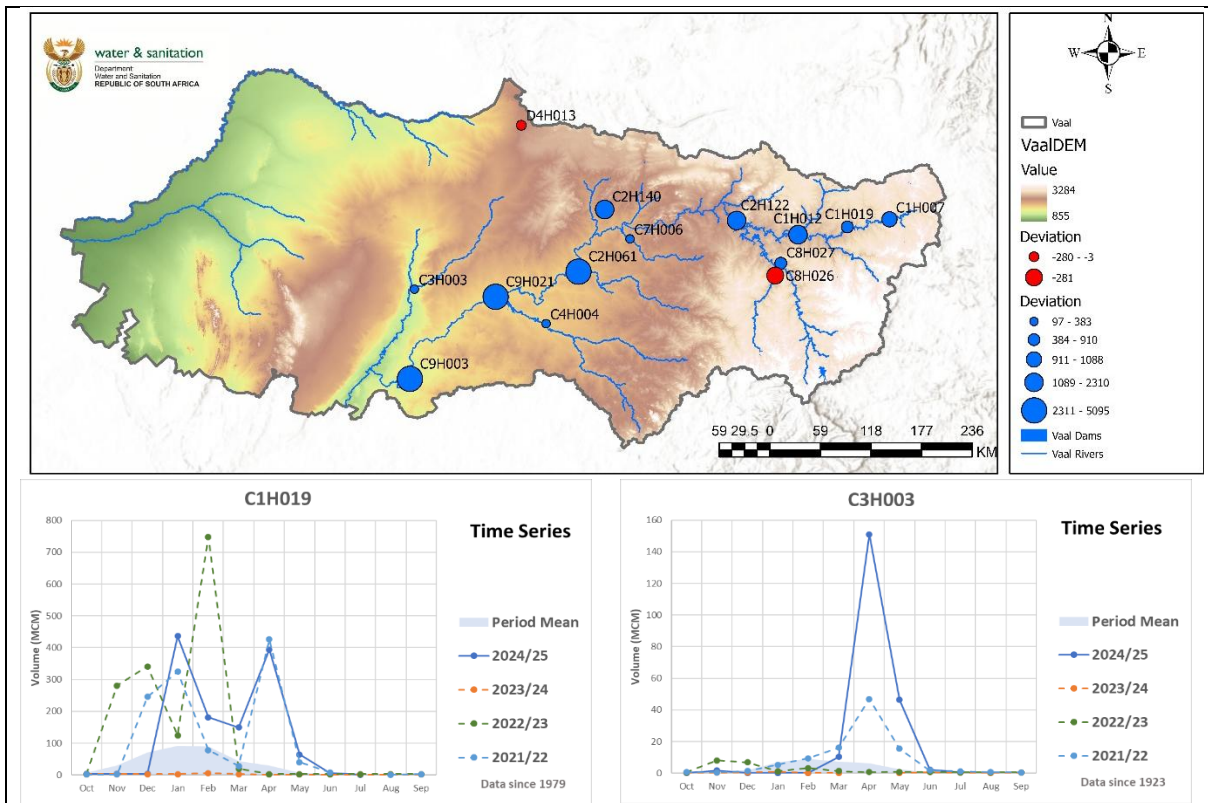 water & sanitation
Department:
Water and Sanitation
REPUBLIC OF SOUTH AFRICA
D4H013
C2H140
C7H006
C2H122
C1H012
C1H019
C1H007
C2H061
C8H027
C8H026
C3H003
C9H021
C4H004
C9H003
59 29.5 0 59 118 177 236
KM
N
W E
S
Vaal
VaalDEM
Value
3284
855
Deviation
-280 - -3
-281
Deviation
97 - 383
384 - 910
911 - 1088
1089 - 2310
2311 - 5095
Vaal Dams
Vaal Rivers
C1H019
Time Series
Volume (MCM)
800
700
600
500
400
300
200
100
0
Oct Nov Dec Jan Feb Mar Apr May Jun Jul Aug Sep
Period Mean
2024/25
2023/24
2022/23
2021/22
Data since 1979
C3H003
Time Series
Volume (MCM)
160
140
120
100
80
60
40
20
0
Oct Nov Dec Jan Feb Mar Apr May Jun Jul Aug Sep
Period Mean
2024/25
2023/24
2022/23
2021/22
Data since 1923